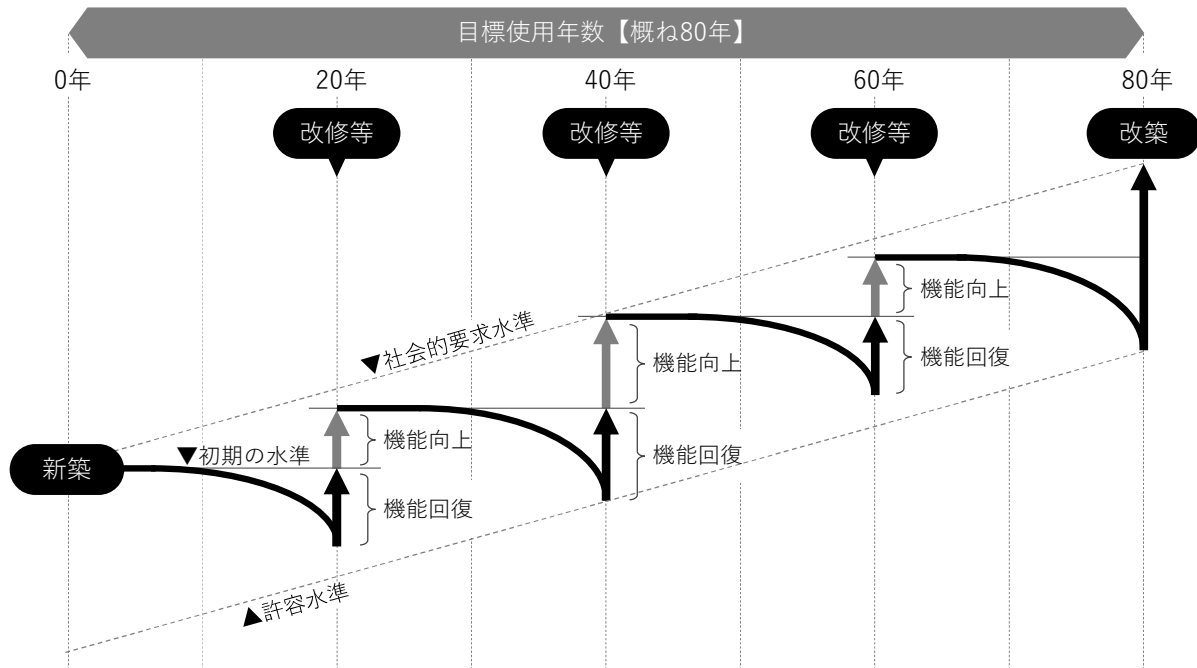 目標使用年数【概ね80年】
0年
20年
40年
60年
80年
改修等
改修等
改修等
改築
機能向上
▼社会的要求水準
機能回復
機能向上
新築
▼初期の水準
機能向上
機能回復
機能回復
▲許容水準